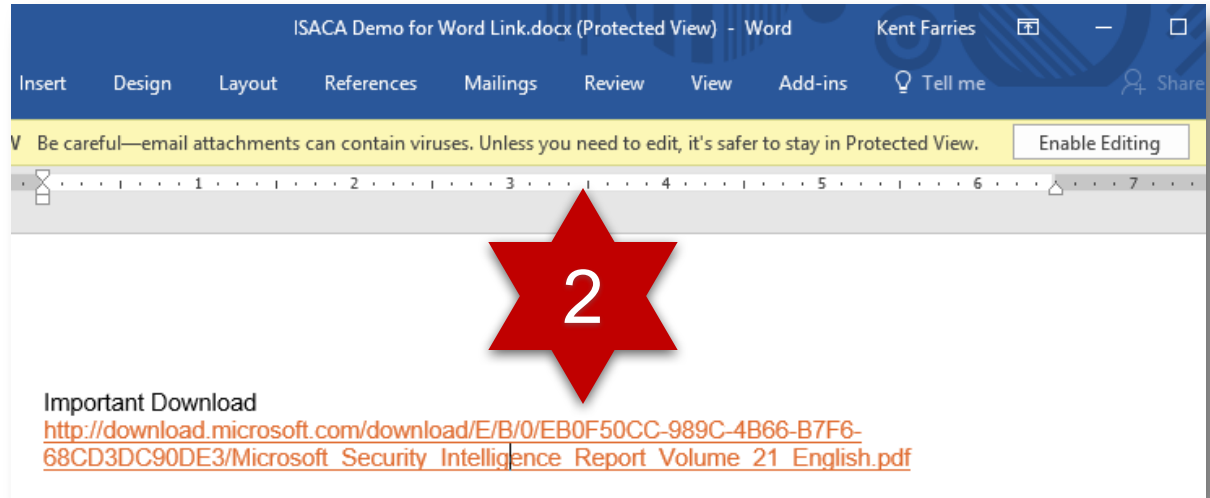 ISACA Demo for Word Link.docx (Protected View) - Word Kent Farries
Insert Design Layout References Mailings Review View Add-ins Tell me Share
Be careful—email attachments can contain viruses. Unless you need to edit, it's safer to stay in Protected View. Enable Editing
1 2 3 4 5 6 7
2
Important Download
http://download.microsoft.com/download/E/B/0/EB0F50CC-989C-4B66-B7F6-
68CD3DC90DE3/Microsoft_Security_Intelligence_Report_Volume_21_English.pdf